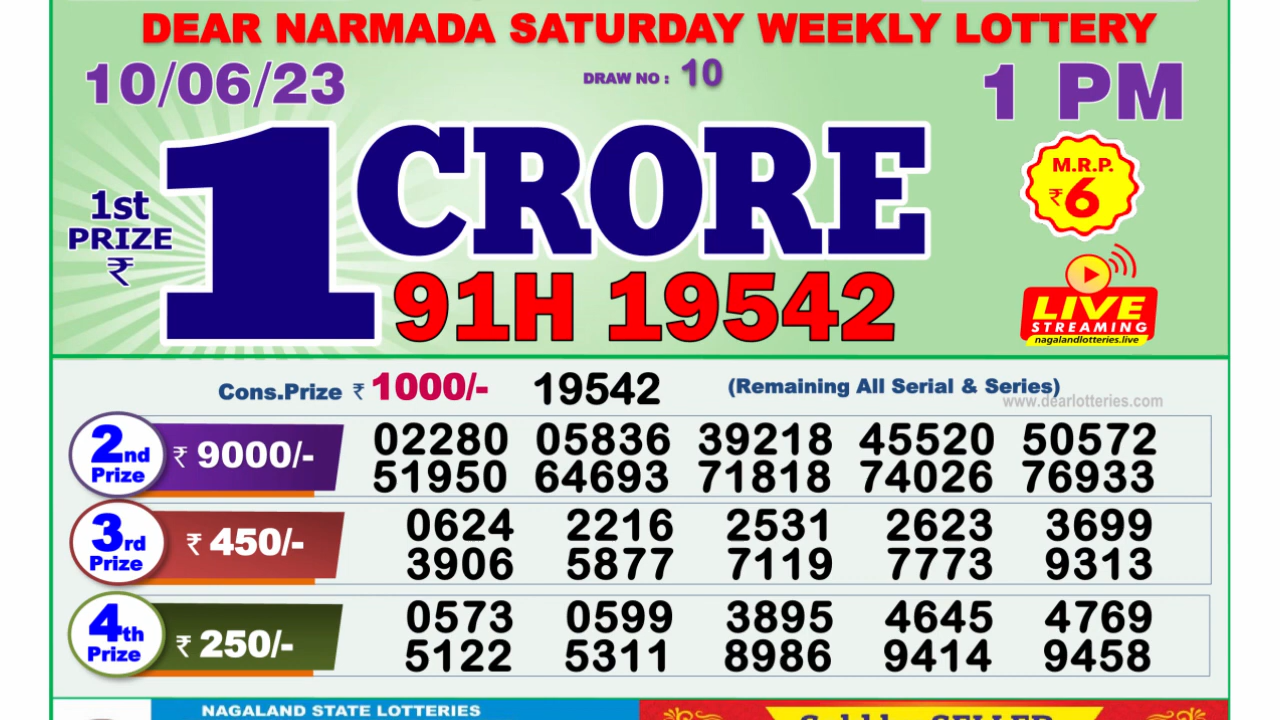 DEAR NARMADA SATURDAY WEEKLY LOTTERY
10/06/23 DRAW NO : 10 1 PM
1st PRIZE ₹ 1 CRORE
91H 19542
M.R.P.
₹6
LIVE
STREAMING
nagalandlotteries.live
Cons.Prize ₹ 1000/- 19542 (Remaining All Serial & Series)
www.dearlotteries.com
2nd Prize ₹ 9000/-
02280 05836 39218 45520 50572
51950 64693 71818 74026 76933
3rd Prize ₹ 450/-
0624 2216 2531 2623 3699
3906 5877 7119 7773 9313
4th Prize ₹ 250/-
0573 0599 3895 4645 4769
5122 5311 8986 9414 9458
NAGALAND STATE LOTTERIES
SELLER